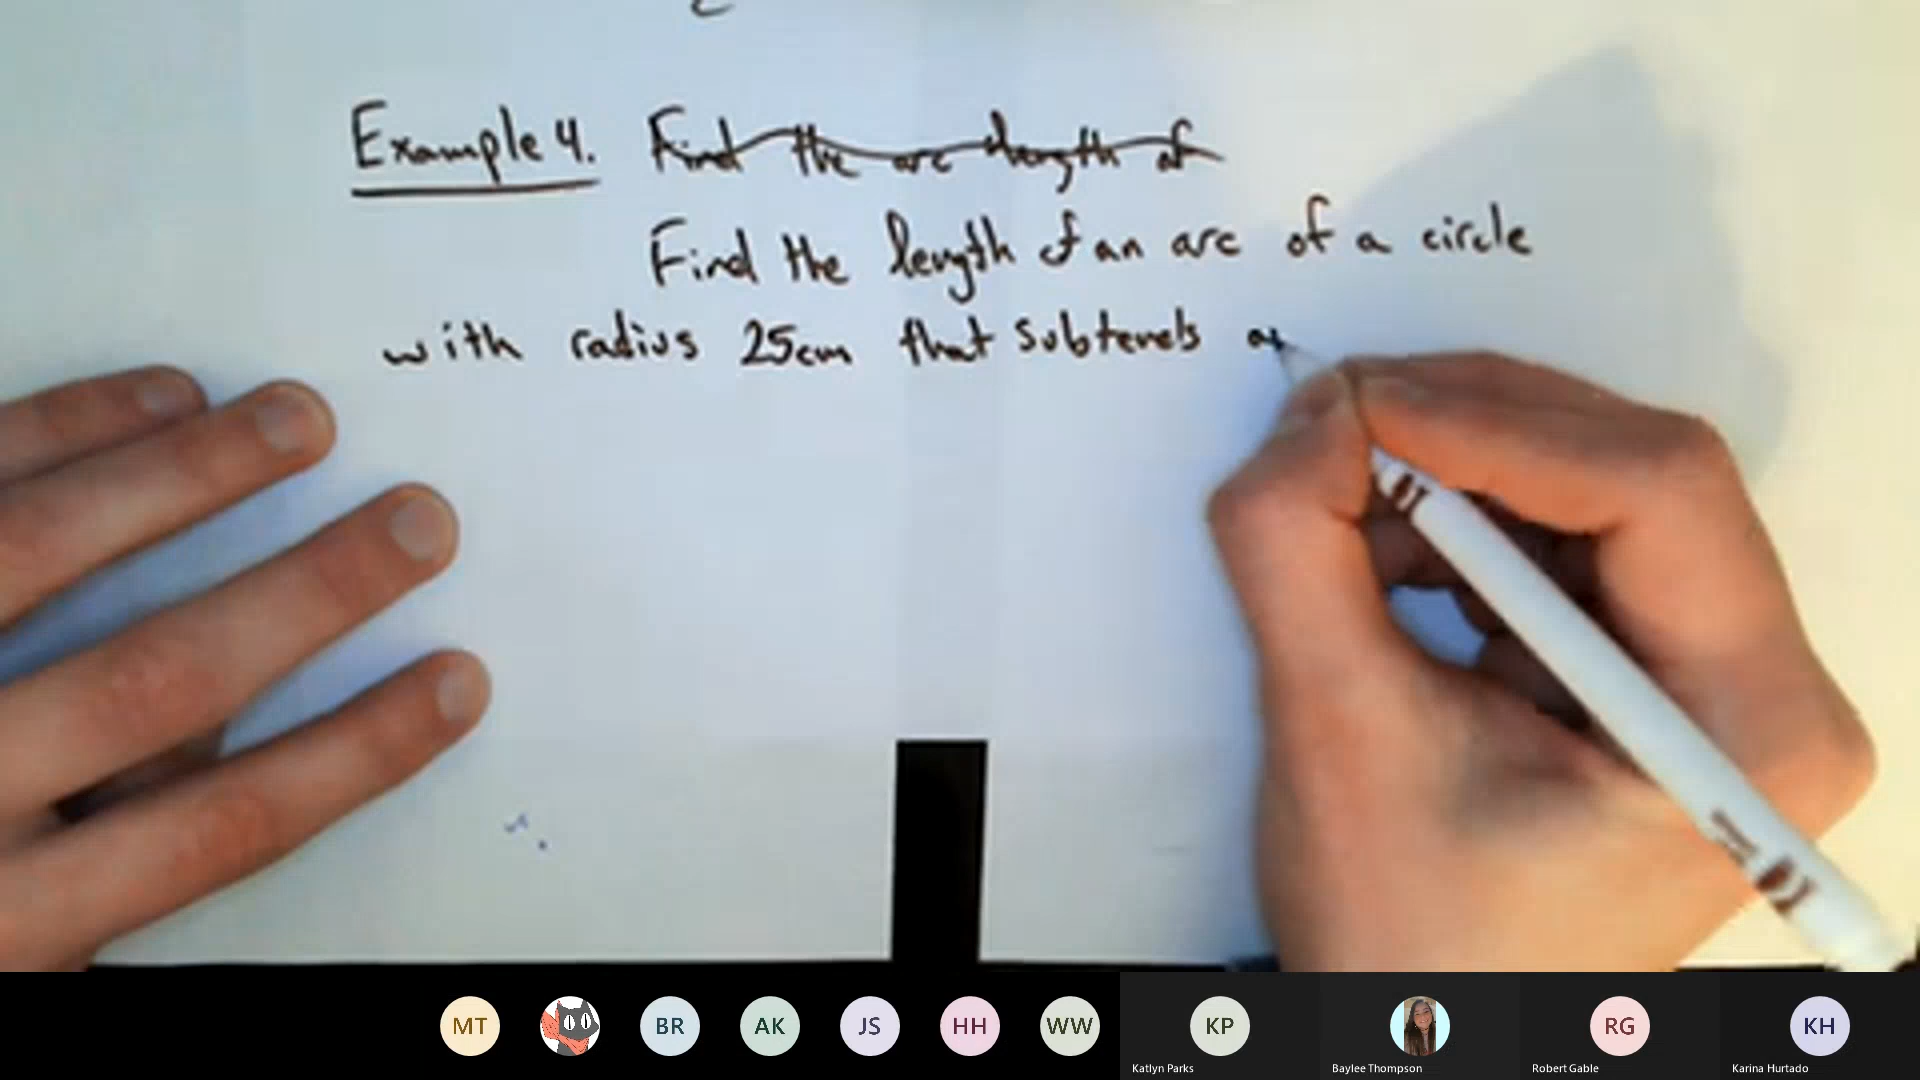 Example 4. Find the arc length of
Find the length of an arc of a circle
with radius 25cm that subtends an
MT
BR
AK
JS
HH
WW
KP
RG
KH
Katlyn Parks
Baylee Thompson
Robert Gable
Karina Hurtado